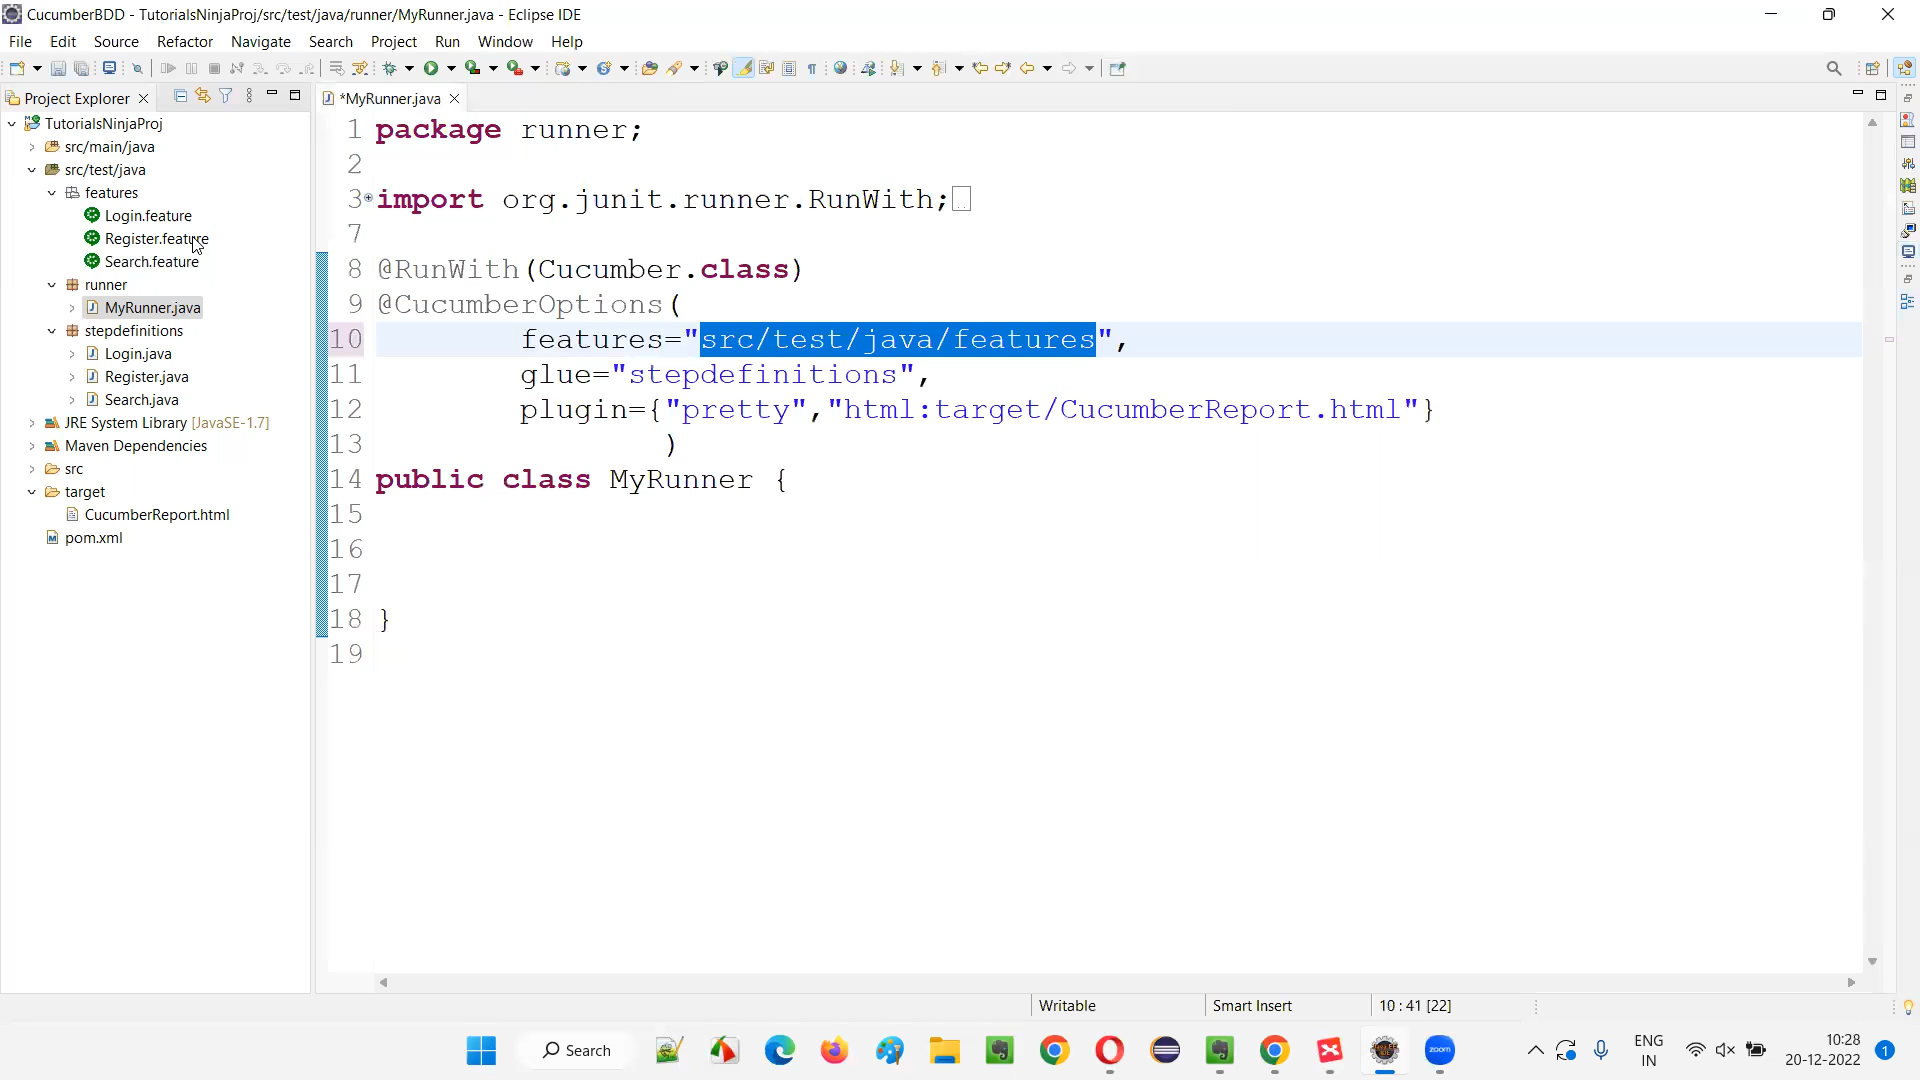 CucumberBDD - TutorialsNinjaProj/src/test/java/runner/MyRunner.java - Eclipse IDE
File Edit Source Refactor Navigate Search Project Run Window Help
Project Explorer
*MyRunner.java
TutorialsNinjaProj
src/main/java
src/test/java
features
Login.feature
Register.feature
Search.feature
runner
MyRunner.java
stepdefinitions
Login.java
Register.java
Search.java
JRE System Library [JavaSE-1.7]
Maven Dependencies
src
target
CucumberReport.html
pom.xml
1 package runner;
2
3 import org.junit.runner.RunWith;
7
8 @RunWith(Cucumber.class)
9 @CucumberOptions(
10 features="src/test/java/features",
11 glue="stepdefinitions",
12 plugin={"pretty","html:target/CucumberReport.html"}
13 )
14 public class MyRunner {
15
16
17
18 }
19
Writable Smart Insert 10 : 41 [22]
Search
zoom
ENG
IN
10:28
20-12-2022
1